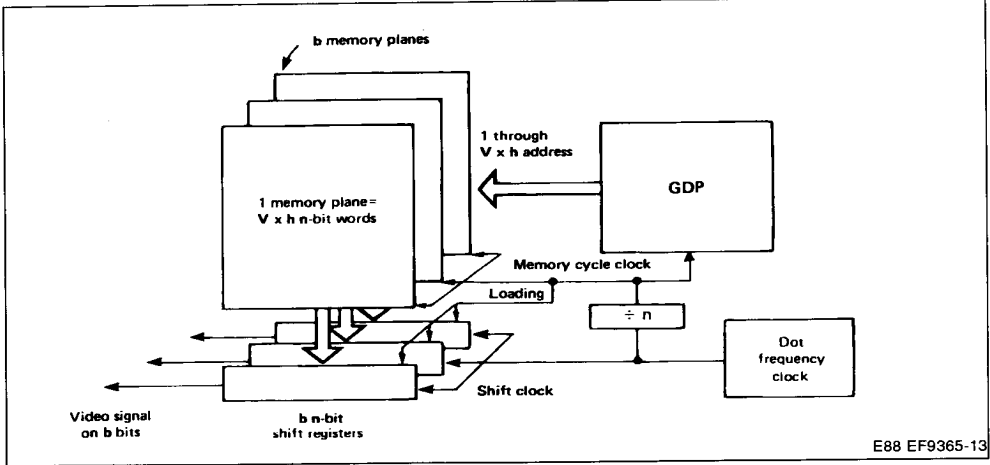 b memory planes
1 through
V x h address
GDP
1 memory plane=
V x h n-bit words
Memory cycle clock
Loading
÷ n
Dot
frequency
clock
Shift clock
Video signal
on b bits
b n-bit
shift registers
E88 EF9365-13